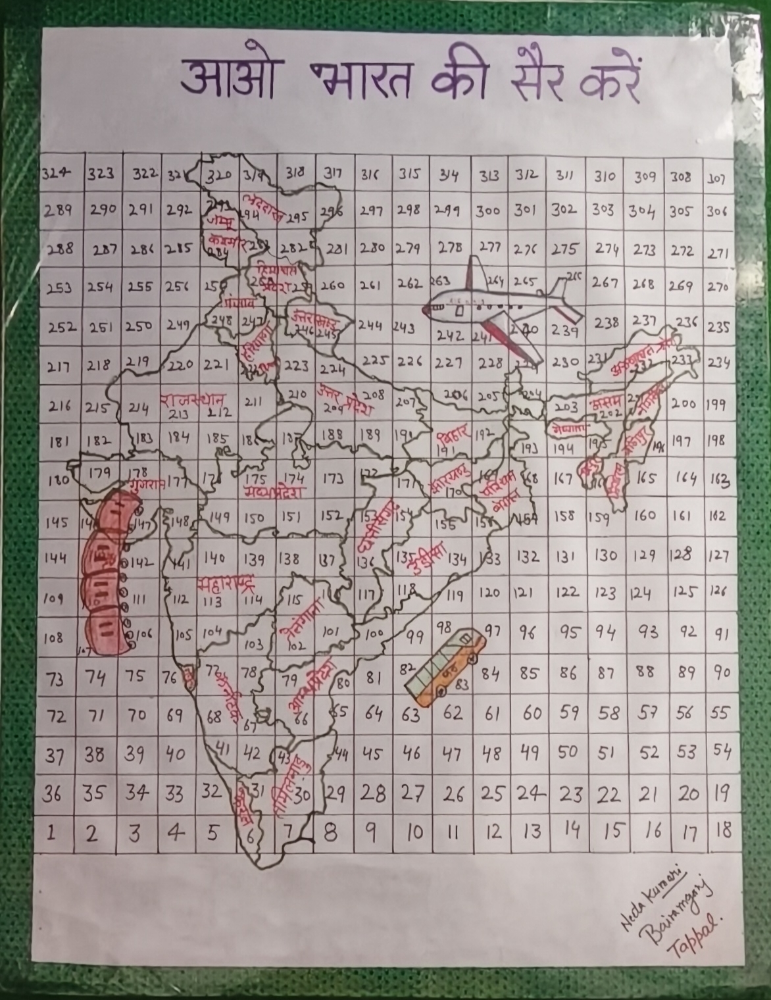 आओ भारत की सैर करें
324 323 322 32 320 319 318 317 316 315 314 313 312 311 310 309 308 307
289 290 291 292 293 294 लद्दाख 295 296 297 298 299 300 301 302 303 304 305 306
जम्मू
288 287 286 285 284 कश्मीर 283 282 281 280 279 278 277 276 275 274 273 272 271
हिमाचल
253 254 255 256 257 258 प्रदेश 259 260 261 262 263 264 265 266 267 268 269 270
पंजाब
252 251 250 249 248 247 उत्तराखण्ड 246 245 244 243 242 241 240 239 238 237 236 235
हरियाणा
217 218 219 220 221 223 224 225 226 227 228 230 231 अरुणाचल 232 233 234
216 215 214 राजस्थान 213 212 211 210 उत्तर प्रदेश 209 208 207 206 205 204 203 असम 202 200 199
181 182 183 184 185 188 189 बिहार 191 192 193 मेघालय 194 195 मणिपुर 196 197 198
180 179 178 गुजरात 177 175 174 173 172 171 झारखण्ड 170 169 168 167 165 164 163
मध्यप्रदेश
पश्चिम बंगाल
145 147 148 149 150 151 152 153 छत्तीसगढ़ 154 155 158 159 160 161 162
144 142 141 140 139 138 137 136 135 उड़ीसा 134 133 132 131 130 129 128 127
महाराष्ट्र
109 111 112 113 114 115 117 118 119 120 121 122 123 124 125 126
108 107 106 105 104 103 तेलंगाना 102 101 100 99 98 97 96 95 94 93 92 91
73 74 75 76 77 78 79 80 81 82 83 84 85 86 87 88 89 90
कर्नाटक आन्ध्रप्रदेश
72 71 70 69 68 67 66 65 64 63 62 61 60 59 58 57 56 55
37 38 39 40 41 42 43 44 45 46 47 48 49 50 51 52 53 54
36 35 34 33 32 31 तमिलनाडु 30 29 28 27 26 25 24 23 22 21 20 19
केरल
1 2 3 4 5 6 7 8 9 10 11 12 13 14 15 16 17 18
Neda Kumari
Bairamganj
Tappal.